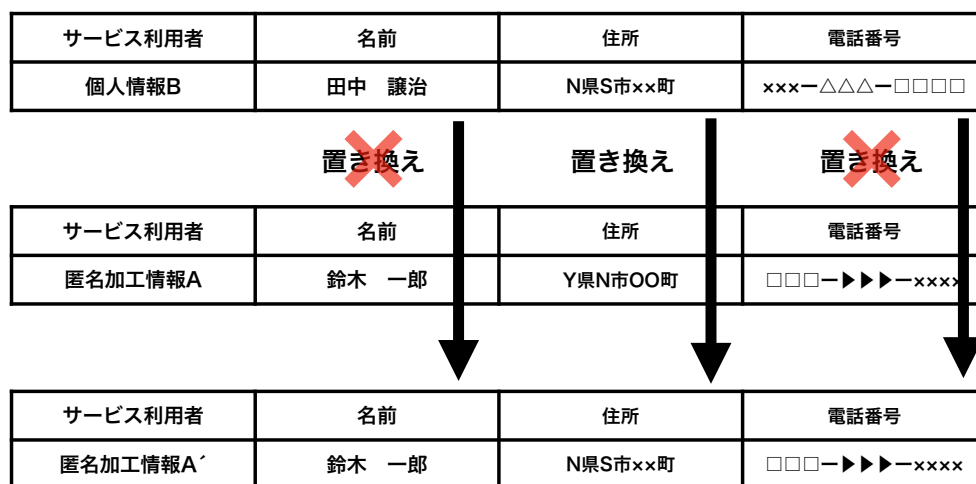 サービス利用者 名前 住所 電話番号
個人情報B 田中　譲治 N県S市××町 ×××ー△△△ー□□□□
置き換え 置き換え 置き換え
サービス利用者 名前 住所 電話番号
匿名加工情報A 鈴木　一郎 Y県N市OO町 □□□ー▶▶▶ー××××
サービス利用者 名前 住所 電話番号
匿名加工情報A´ 鈴木　一郎 N県S市××町 □□□ー▶▶▶ー××××